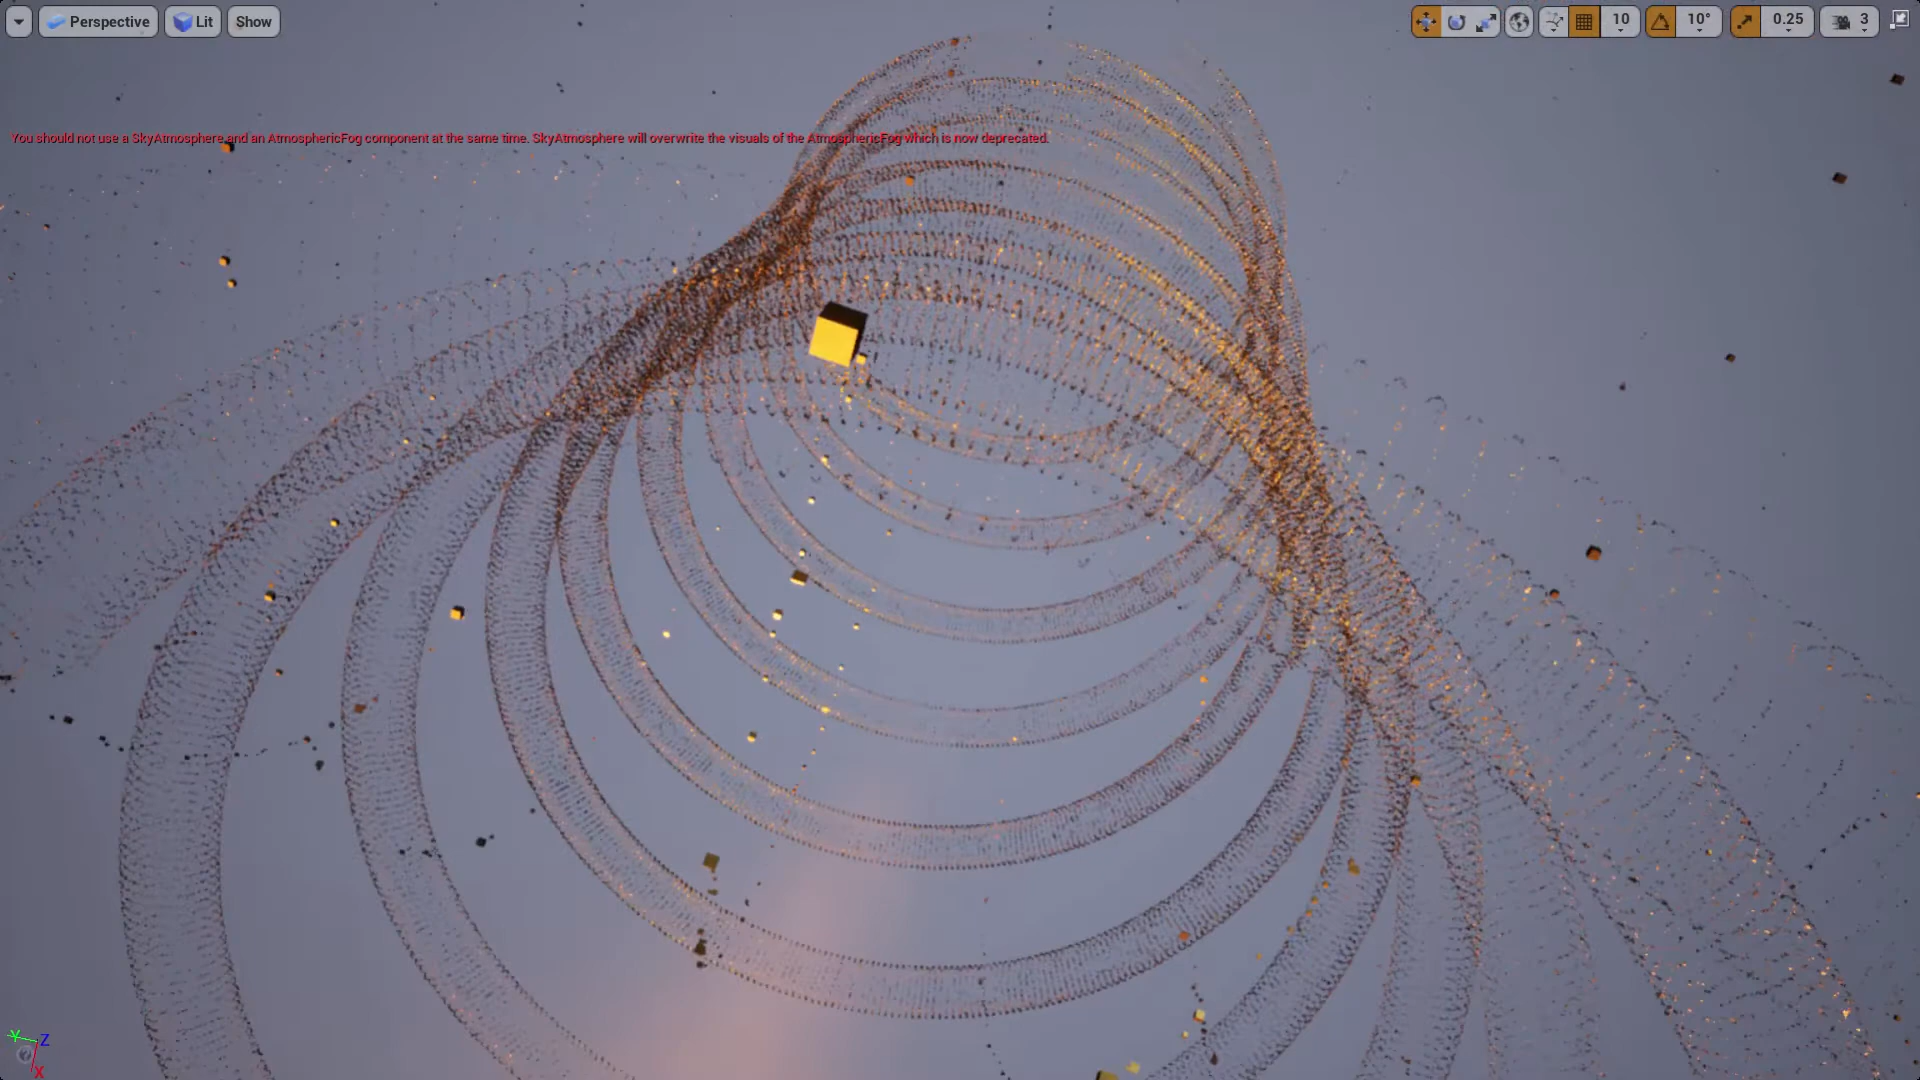 Perspective Lit Show 10 10° 0.25 3
You should not use a SkyAtmosphere and an AtmosphericFog component at the same time. SkyAtmosphere will overwrite the visuals of the AtmosphericFog which is now deprecated.
Y Z
?
X